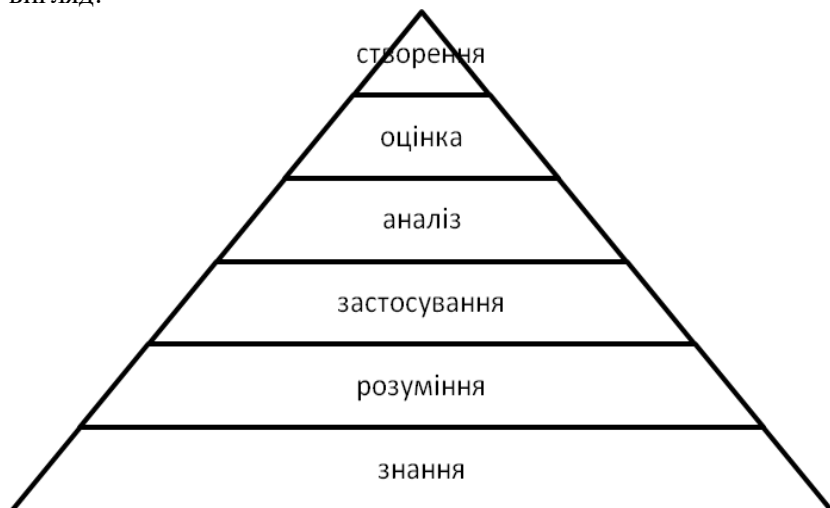 створення
оцінка
аналіз
застосування
розуміння
знання